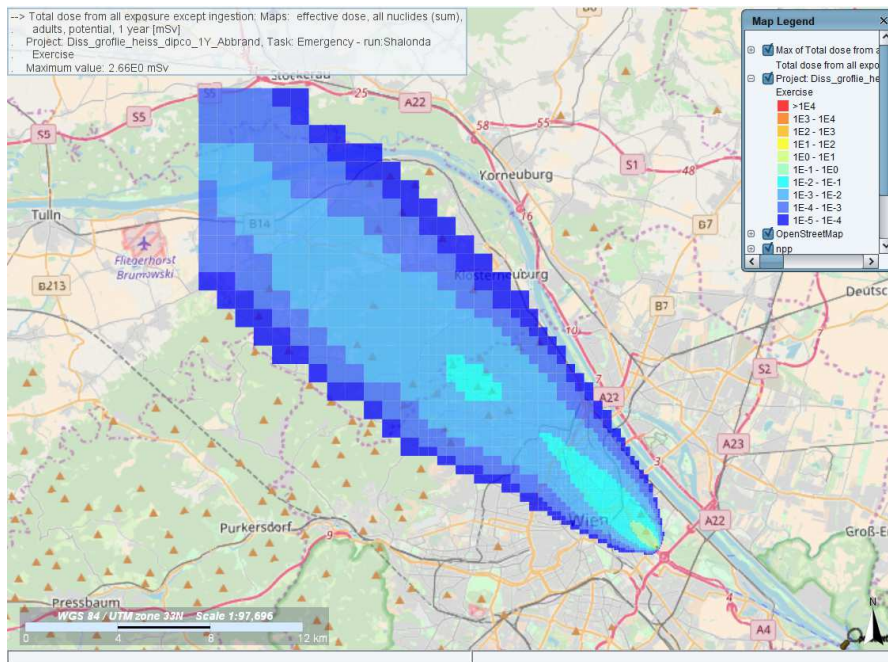 --> Total dose from all exposure except ingestion: Maps: effective dose, all nuclides (sum),
adults, potential, 1 year [mSv]
Project: Diss_groflie_heiss_dipco_1Y_Abbrand, Task: Emergency - run:Shalonda
Exercise
Maximum value: 2.66E0 mSv
Map Legend
Max of Total dose from a
Total dose from all expo
Project: Diss_groflie_he
Exercise
>1E4
1E3 - 1E4
1E2 - 1E3
1E1 - 1E2
1E0 - 1E1
1E-1 - 1E0
1E-2 - 1E-1
1E-3 - 1E-2
1E-4 - 1E-3
1E-5 - 1E-4
OpenStreetMap
npp
Stockerau
S5
25
A22
S5
S5
58
55
S1
48
Korneuburg
16
Tulln
B14
B7
Fliegerhorst
Brumowski
Klosterneuburg
B213
B7
Deutsc
10
S2
7
A22
A23
3
Wien
A22
Purkersdorf
9
Groß-E
Pressbaum
4
A4
WGS 84 / UTM zone 33N Scale 1:97,696
0 4 8 12 km
N